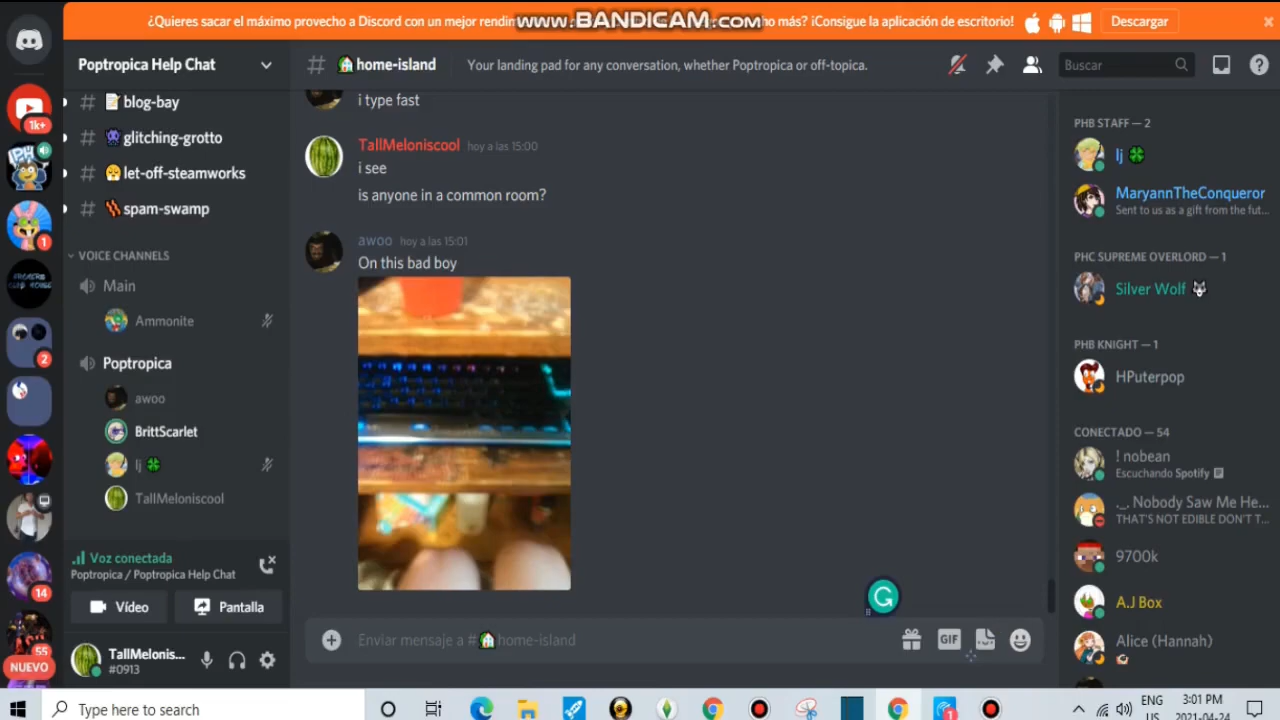 ¿Quieres sacar el máximo provecho a Discord con un mejor rendim
www.BANDICAM.com
ho más? ¡Consigue la aplicación de escritorio!
Descargar
Poptropica Help Chat
# home-island
Your landing pad for any conversation, whether Poptropica or off-topica.
Buscar
# blog-bay
# glitching-grotto
# let-off-steamworks
# spam-swamp
VOICE CHANNELS
Main
Ammonite
Poptropica
awoo
BrittScarlet
lj
TallMeloniscool
Voz conectada
Poptropica / Poptropica Help Chat
Vídeo
Pantalla
TallMelonis...
#0913
1k+
1
2
14
55
NUEVO
i type fast
TallMeloniscool hoy a las 15:00
i see
is anyone in a common room?
awoo hoy a las 15:01
On this bad boy
Enviar mensaje a # home-island
GIF
PHB STAFF — 2
lj
MaryannTheConqueror
Sent to us as a gift from the fut...
PHC SUPREME OVERLORD — 1
Silver Wolf
PHB KNIGHT — 1
HPuterpop
CONECTADO — 54
! nobean
Escuchando Spotify
._. Nobody Saw Me He...
THAT'S NOT EDIBLE DON'T T...
9700k
A.J Box
Alice (Hannah)
Type here to search
1
ENG
US
3:01 PM
2021-04-24